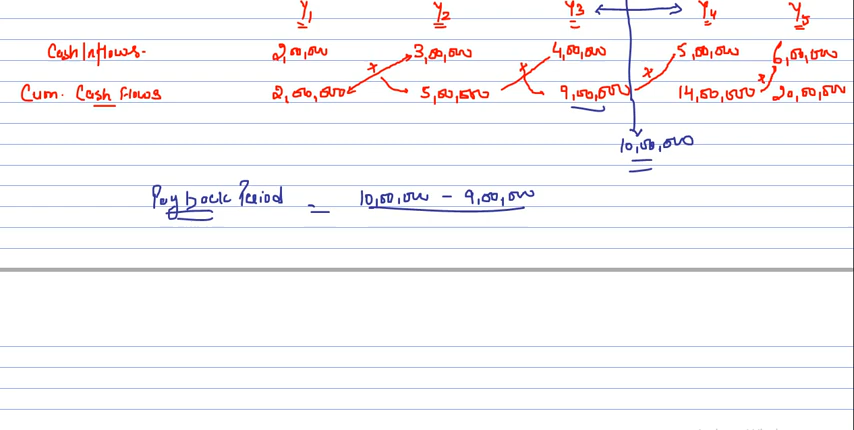 Y1 Y2 Y3 Y4 Y5
Cash Inflows- 2,00,000 3,00,000 4,00,000 5,00,000 6,00,000
Cum. Cash Flows 2,00,000 5,00,000 9,00,000 14,00,000 20,00,000
10,00,000
Payback Period = 10,00,000 - 9,00,000